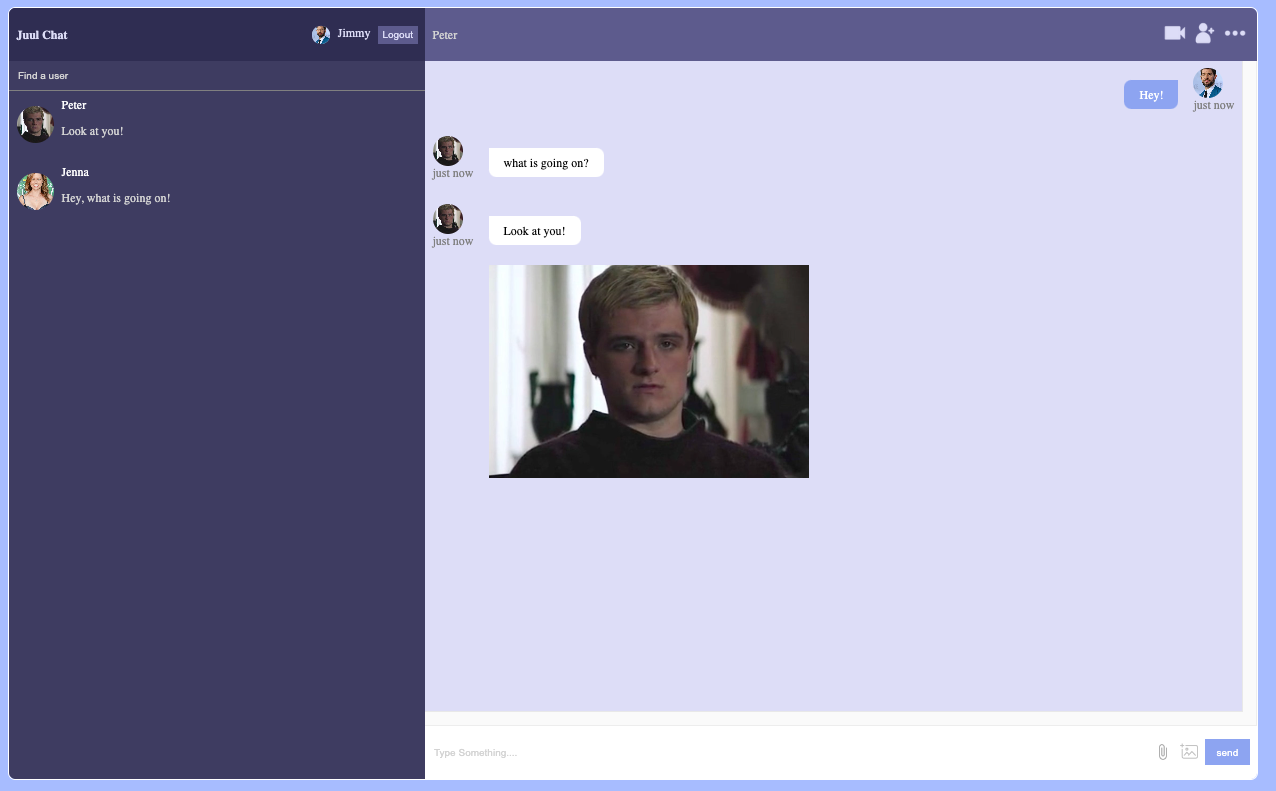 Juul Chat
Jimmy
Logout
Find a user
Peter
Look at you!
Jenna
Hey, what is going on!
Peter
Hey!
just now
what is going on?
just now
Look at you!
just now
Type Something....
send